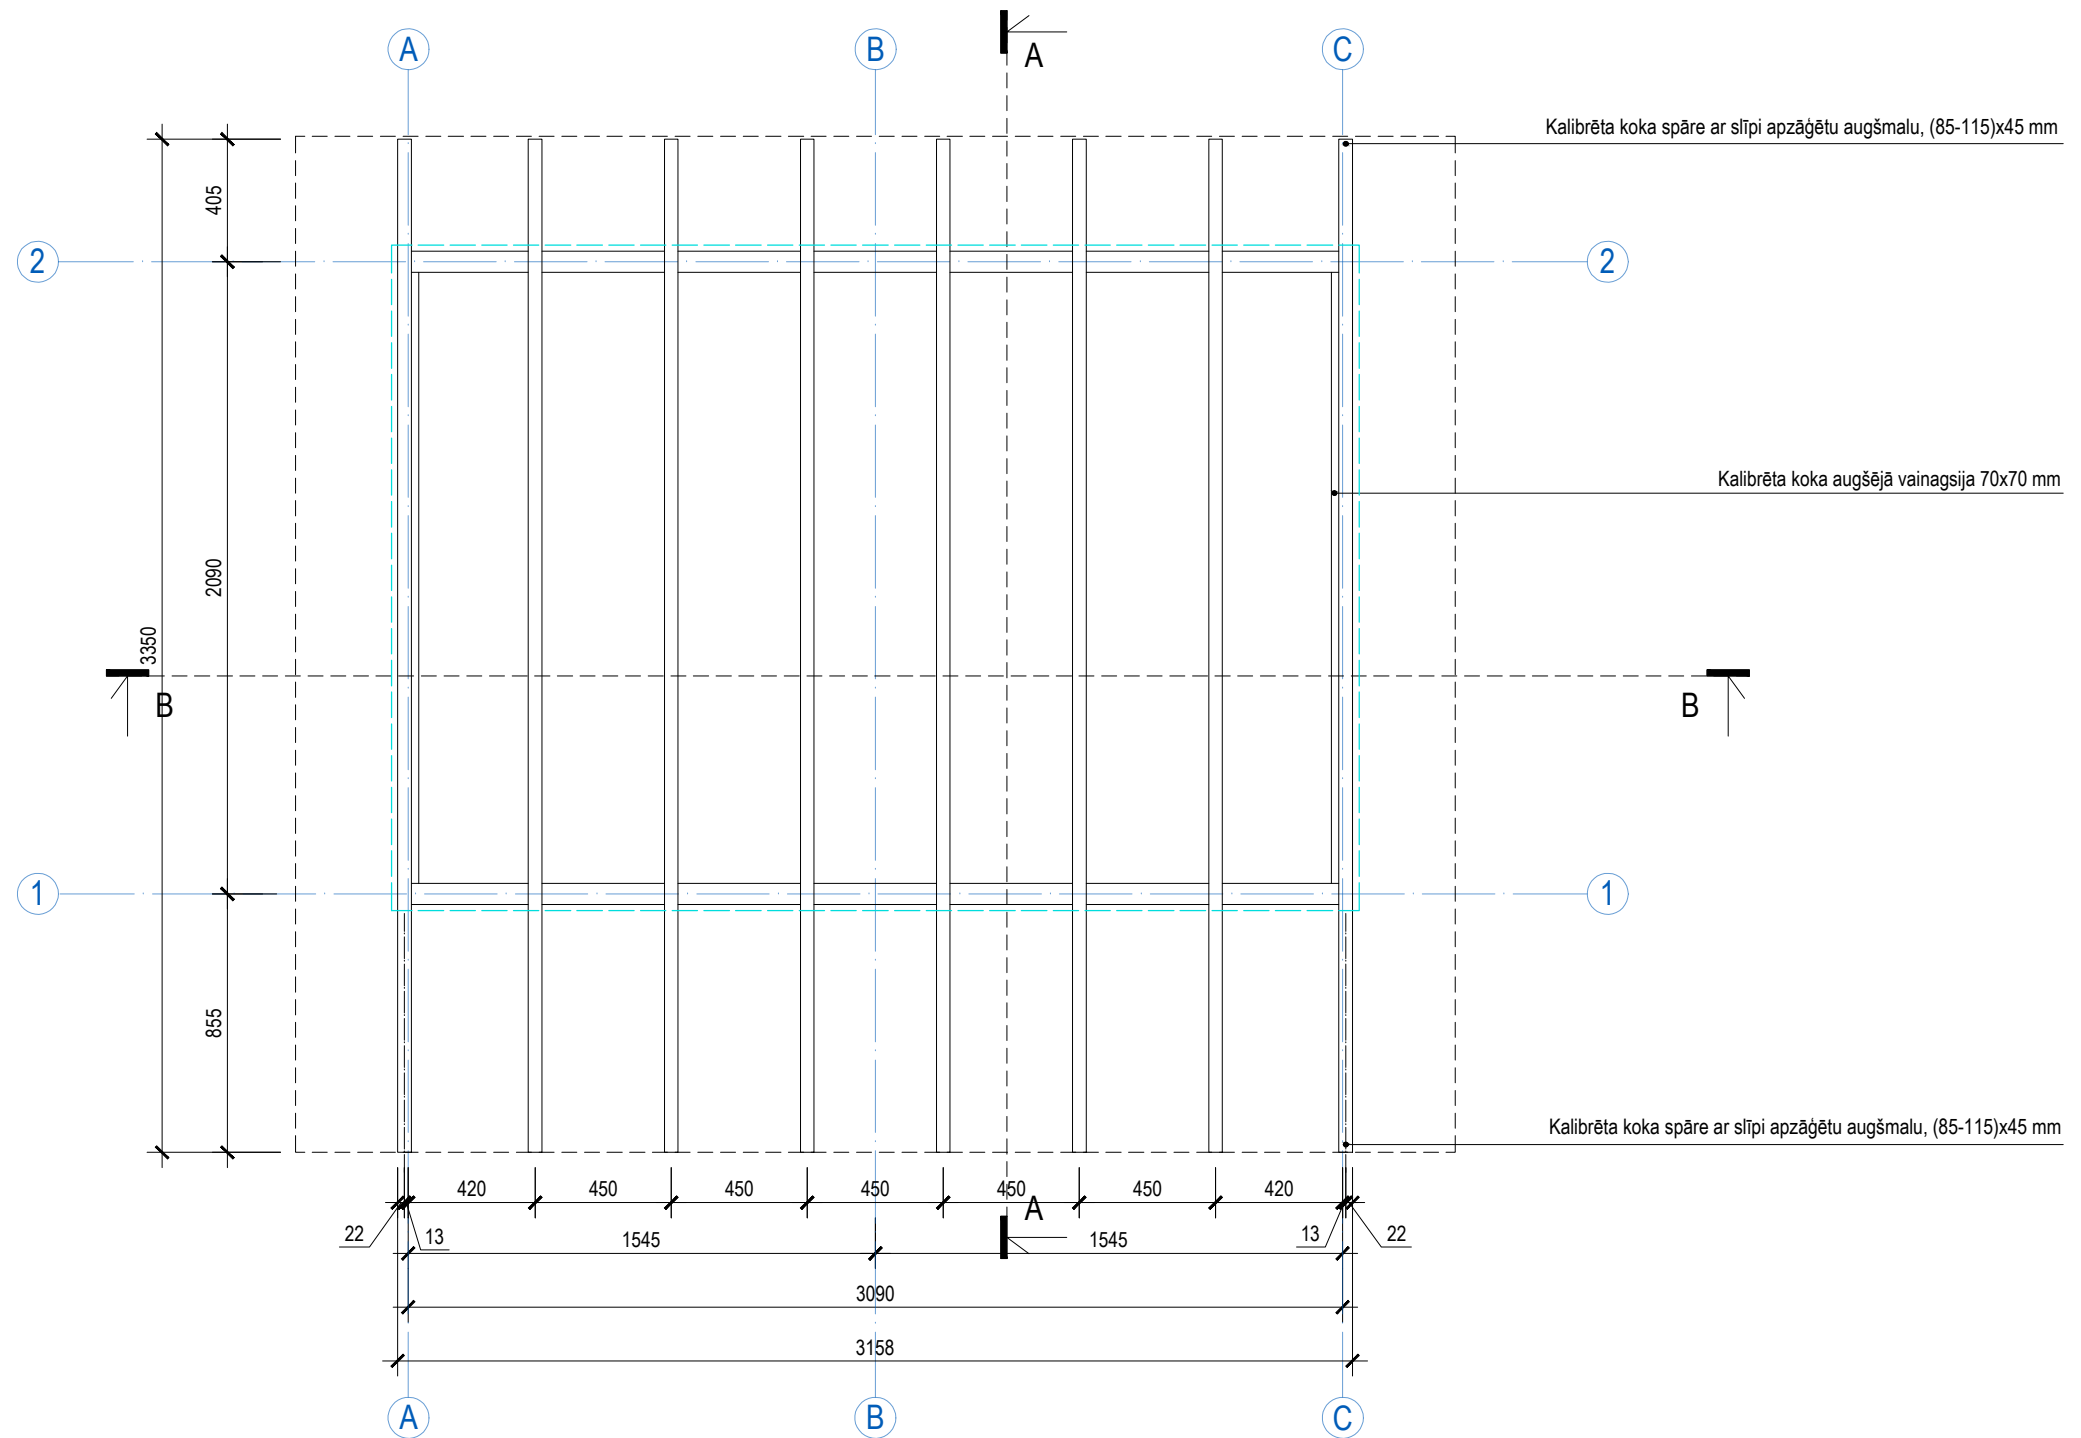 A
B
C
A
Kalibrēta koka spāre ar slīpi apzāģētu augšmalu, (85-115)x45 mm
405
2
2
Kalibrēta koka augšējā vainagsija 70x70 mm
2090
3350
B
B
1
1
855
Kalibrēta koka spāre ar slīpi apzāģētu augšmalu, (85-115)x45 mm
420
450
450
450
450
450
420
A
22
13
1545
1545
13
22
3090
3158
A
B
C